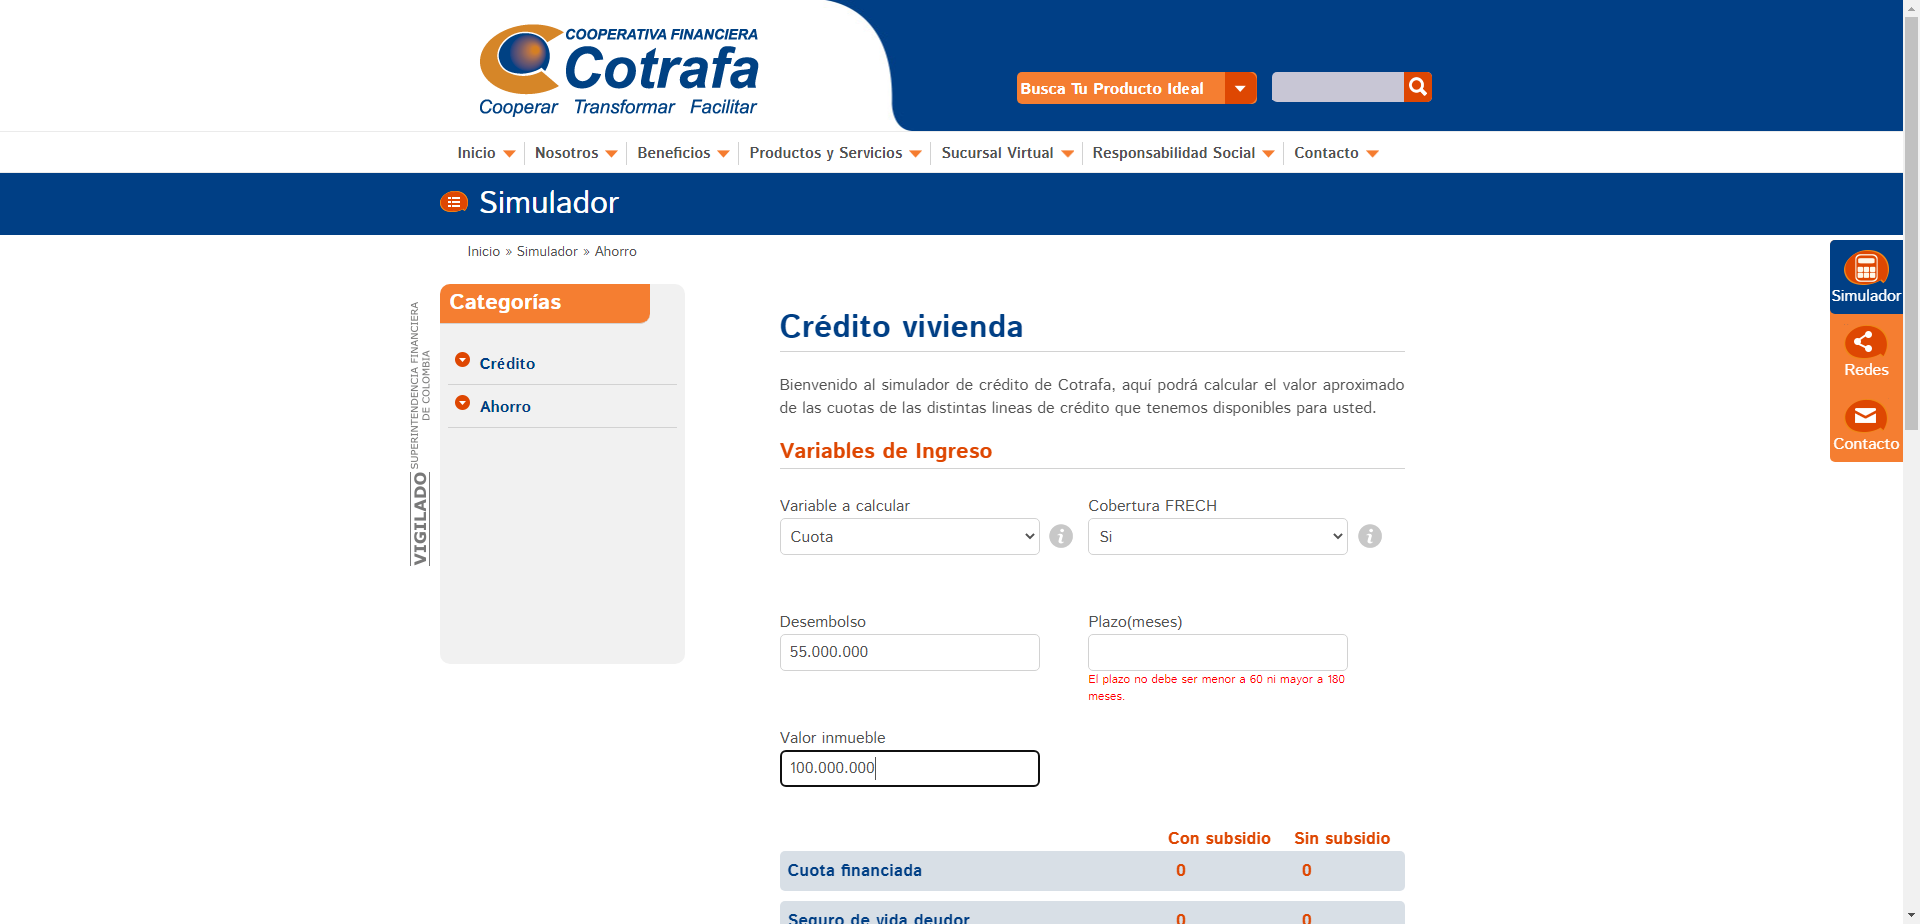 COOPERATIVA FINANCIERA
Cotrafa
Cooperar Transformar Facilitar
Busca Tu Producto Ideal
Inicio
Nosotros
Beneficios
Productos y Servicios
Sucursal Virtual
Responsabilidad Social
Contacto
Simulador
Inicio » Simulador » Ahorro
VIGILADO
SUPERINTENDENCIA FINANCIERA
DE COLOMBIA
Categorías
Crédito
Ahorro
Crédito vivienda
Bienvenido al simulador de crédito de Cotrafa, aquí podrá calcular el valor aproximado
de las cuotas de las distintas lineas de crédito que tenemos disponibles para usted.
Variables de Ingreso
Variable a calcular
Cuota
Cobertura FRECH
Si
Desembolso
55.000.000
Plazo(meses)
El plazo no debe ser menor a 60 ni mayor a 180
meses.
Valor inmueble
100.000.000
Con subsidio Sin subsidio
Cuota financiada 0 0
Seguro de vida deudor 0 0
Simulador
Redes
Contacto